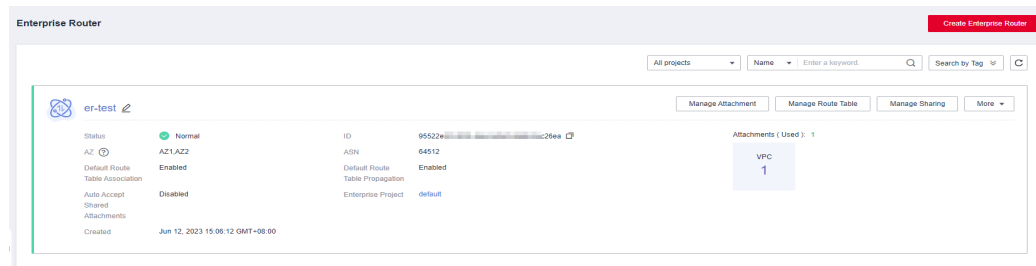 Enterprise Router
Create Enterprise Router
All projects
Name
Enter a keyword.
Search by Tag
er-test
Manage Attachment
Manage Route Table
Manage Sharing
More
Status
Normal
ID
95522e
c26ea
Attachments ( Used ): 1
AZ
AZ1,AZ2
ASN
64512
VPC
1
Default Route
Table Association
Enabled
Default Route
Table Propagation
Enabled
Auto Accept
Shared
Attachments
Disabled
Enterprise Project
default
Created
Jun 12, 2023 15:06:12 GMT+08:00